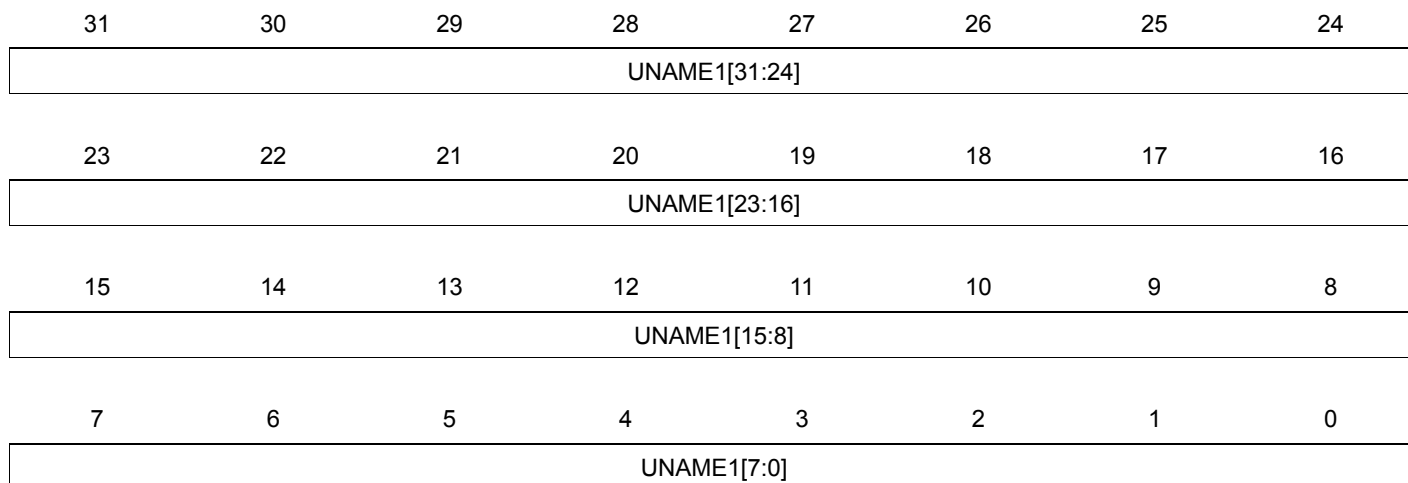 31 30 29 28 27 26 25 24
UNAME1[31:24]
23 22 21 20 19 18 17 16
UNAME1[23:16]
15 14 13 12 11 10 9 8
UNAME1[15:8]
7 6 5 4 3 2 1 0
UNAME1[7:0]